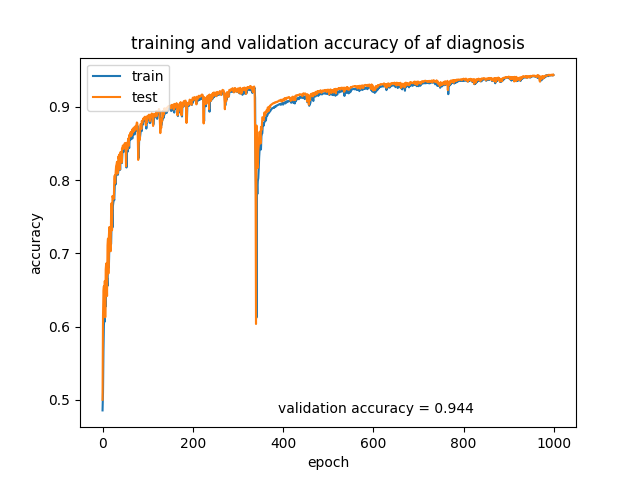 training and validation accuracy of af diagnosis
train
test
0.9
0.8
0.7
0.6
0.5
accuracy
validation accuracy = 0.944
0 200 400 600 800 1000
epoch